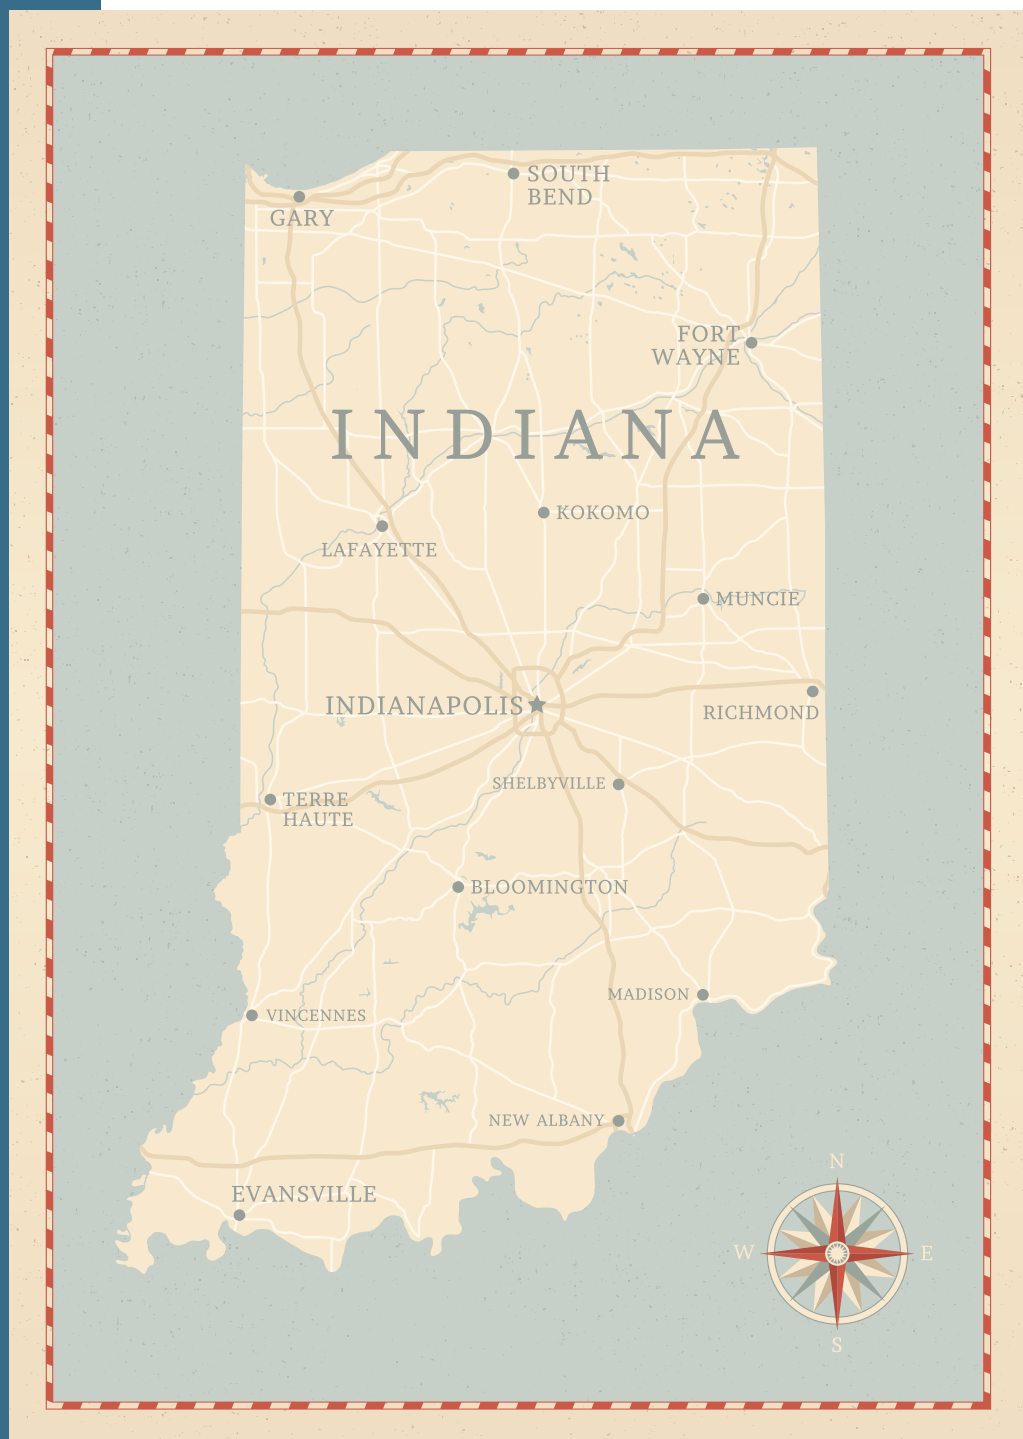 SOUTH
BEND
GARY
FORT
WAYNE
INDIANA
KOKOMO
LAFAYETTE
MUNCIE
INDIANAPOLIS
RICHMOND
SHELBYVILLE
TERRE
HAUTE
BLOOMINGTON
MADISON
VINCENNES
NEW ALBANY
EVANSVILLE
N
W
E
S